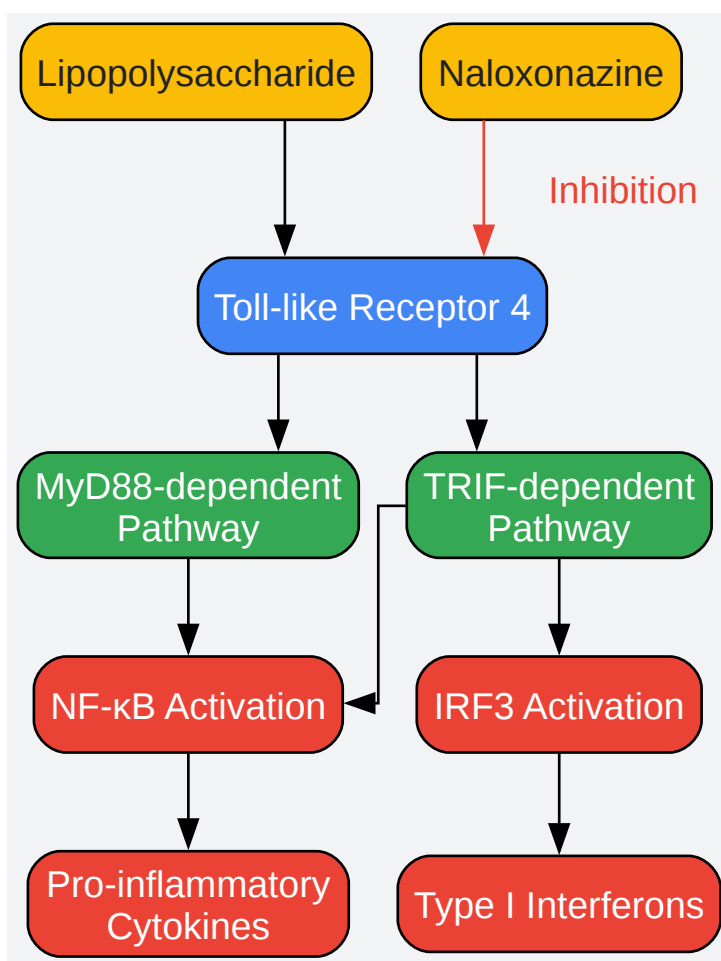 Lipopolysaccharide
Naloxonazine
Inhibition
Toll-like Receptor 4
MyD88-dependent
Pathway
TRIF-dependent
Pathway
NF-κB Activation
IRF3 Activation
Pro-inflammatory
Cytokines
Type I Interferons